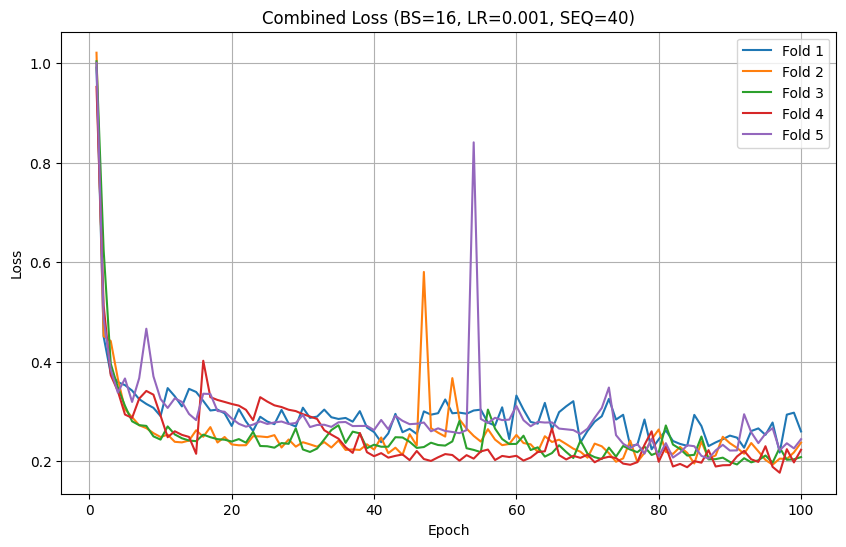 Combined Loss (BS=16, LR=0.001, SEQ=40)
Fold 1
Fold 2
Fold 3
Fold 4
Fold 5
1.0
0.8
0.6
0.4
0.2
Loss
0 20 40 60 80 100
Epoch